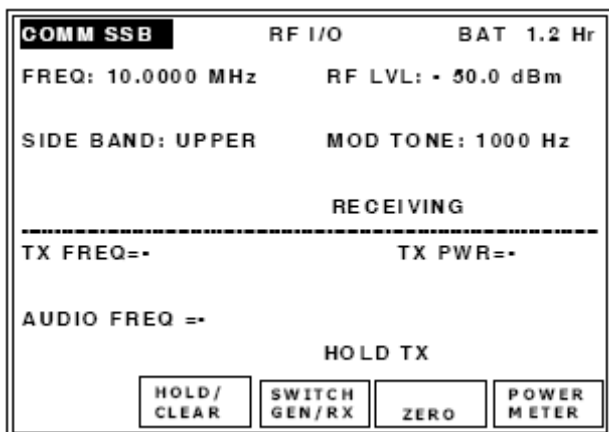 COMM SSB RF I/O BAT 1.2 Hr
FREQ: 10.0000 MHz RF LVL: - 50.0 dBm
SIDE BAND: UPPER MOD TONE: 1000 Hz
RECEIVING
TX FREQ=- TX PWR=-
AUDIO FREQ =-
HOLD TX
HOLD/ CLEAR SWITCH GEN/RX ZERO POWER METER